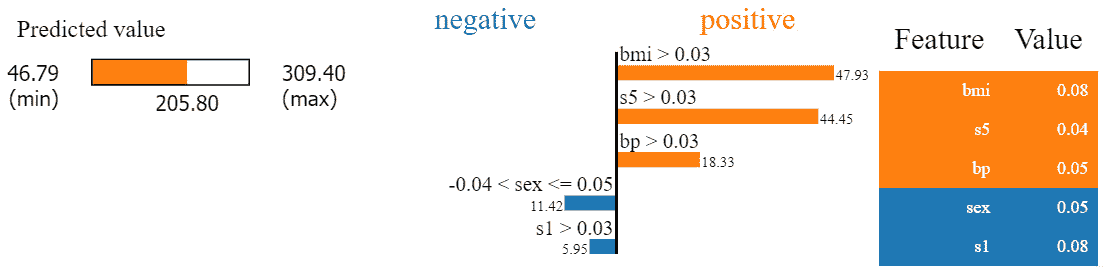 Predicted value
46.79
(min)
205.80
309.40
(max)
negative positive
bmi > 0.03
47.93
s5 > 0.03
44.45
bp > 0.03
18.33
-0.04 < sex <= 0.05
11.42
s1 > 0.03
5.95
Feature Value
bmi 0.08
s5 0.04
bp 0.05
sex 0.05
s1 0.08